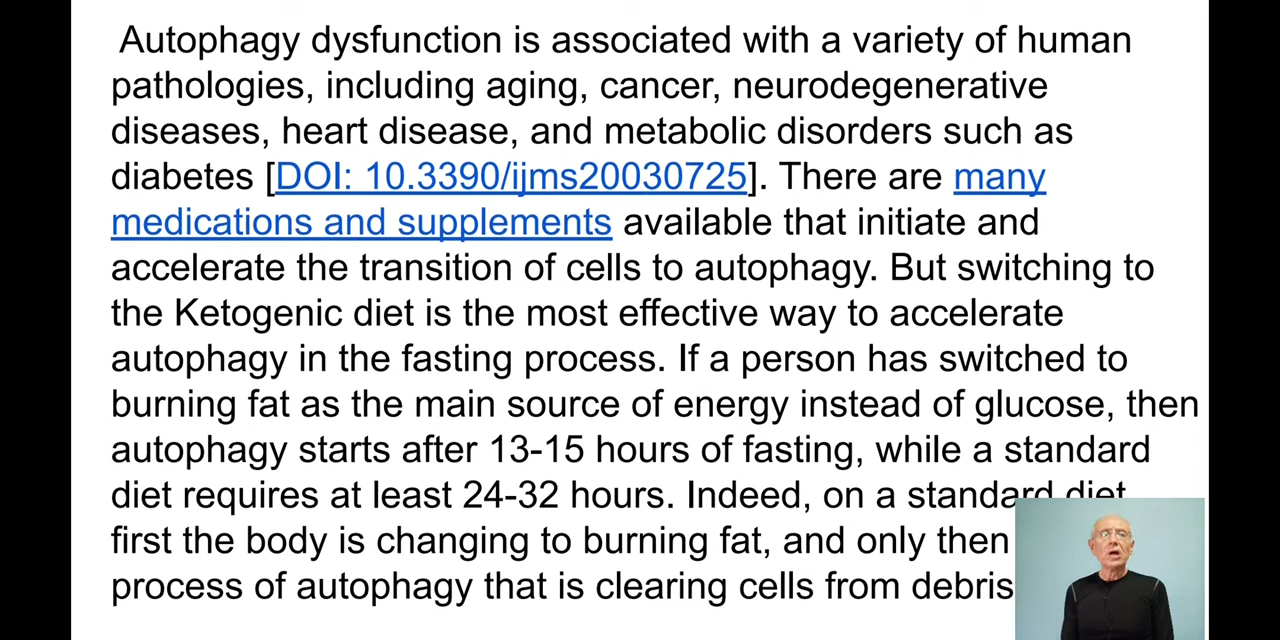 Autophagy dysfunction is associated with a variety of human
pathologies, including aging, cancer, neurodegenerative
diseases, heart disease, and metabolic disorders such as
diabetes [DOI: 10.3390/ijms20030725]. There are many
medications and supplements available that initiate and
accelerate the transition of cells to autophagy. But switching to
the Ketogenic diet is the most effective way to accelerate
autophagy in the fasting process. If a person has switched to
burning fat as the main source of energy instead of glucose, then
autophagy starts after 13-15 hours of fasting, while a standard
diet requires at least 24-32 hours. Indeed, on a standard diet
first the body is changing to burning fat, and only then
process of autophagy that is clearing cells from debris